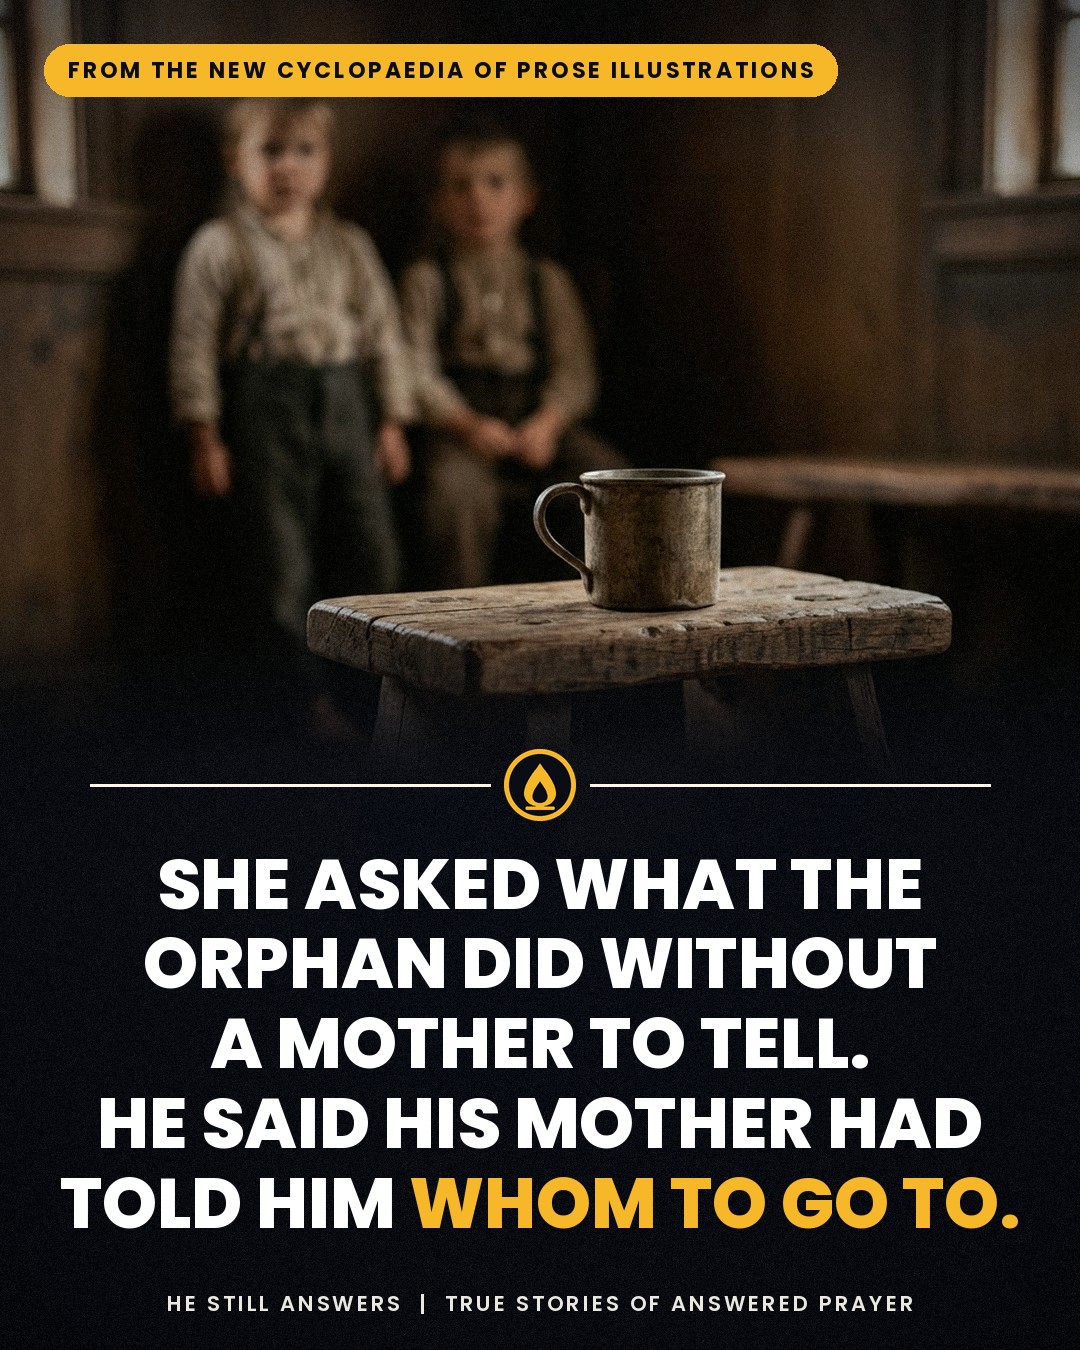 FROM THE NEW CYCLOPAEDIA OF PROSE ILLUSTRATIONS
SHE ASKED WHAT THE
ORPHAN DID WITHOUT
A MOTHER TO TELL.
HE SAID HIS MOTHER HAD
TOLD HIM WHOM TO GO TO.
HE STILL ANSWERS | TRUE STORIES OF ANSWERED PRAYER